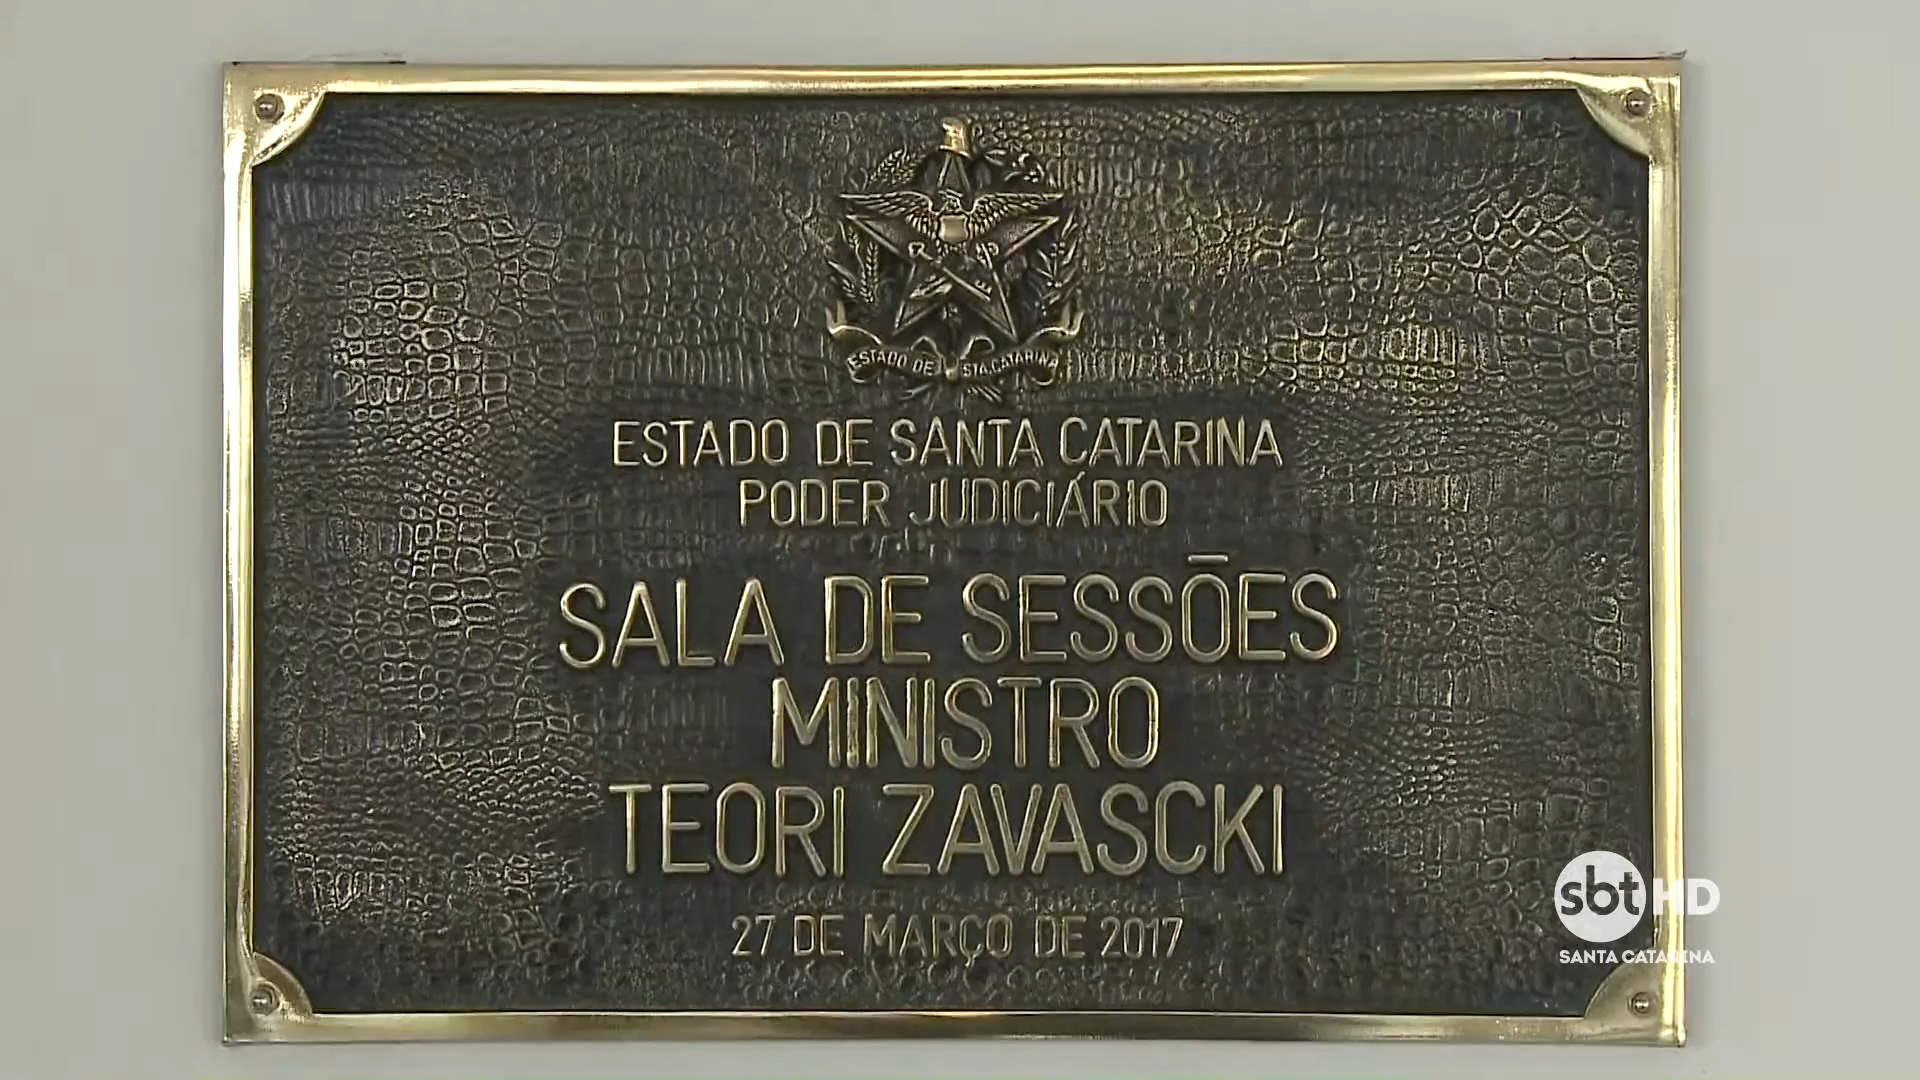 ESTADO DE STA. CATARINA
ESTADO DE SANTA CATARINA
PODER JUDICIÁRIO
SALA DE SESSÕES
MINISTRO
TEORI ZAVASCKI
27 DE MARÇO DE 2017
sbt HD
SANTA CATARINA